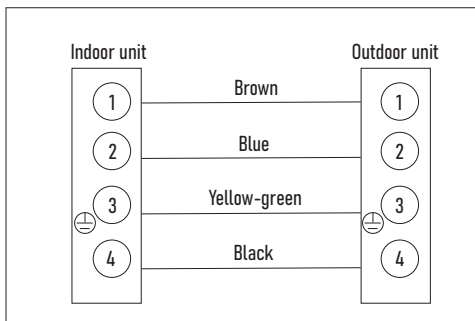 Indoor unit Outdoor unit
1 Brown 1
2 Blue 2
3 Yellow-green 3
4 Black 4